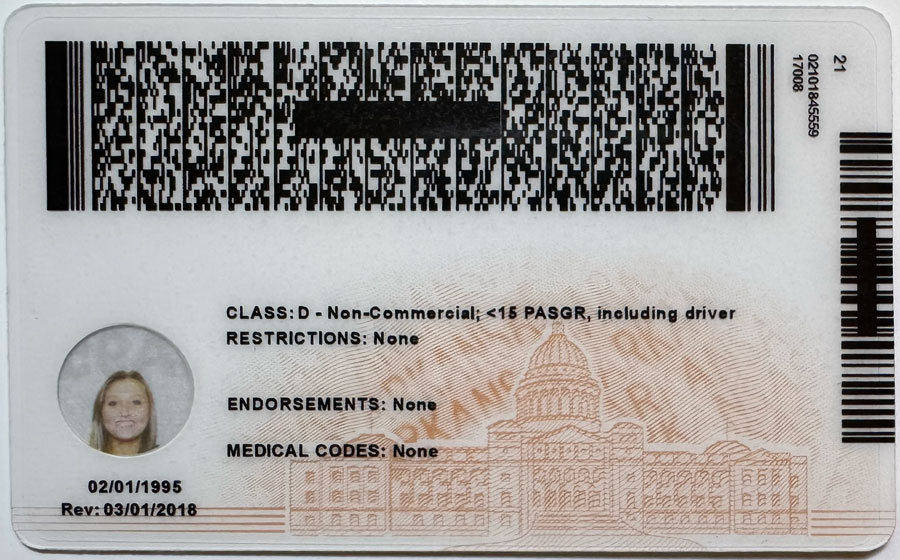 21
02101845559
17008
CLASS: D - Non-Commercial; <15 PASGR, including driver
RESTRICTIONS: None
ENDORSEMENTS: None
MEDICAL CODES: None
02/01/1995
Rev: 03/01/2018